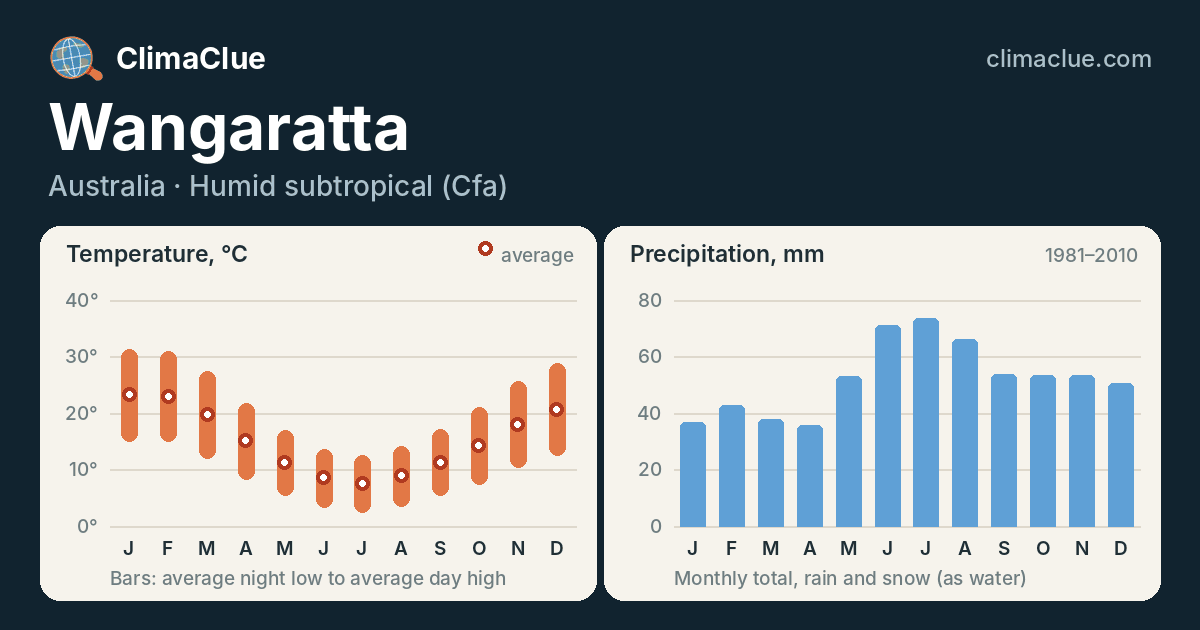 ClimaClue
climaclue.com
Wangaratta
Australia · Humid subtropical (Cfa)
Temperature, °C
average
40°
30°
20°
10°
0°
J F M A M J J A S O N D
Bars: average night low to average day high
Precipitation, mm
1981–2010
80
60
40
20
0
J F M A M J J A S O N D
Monthly total, rain and snow (as water)